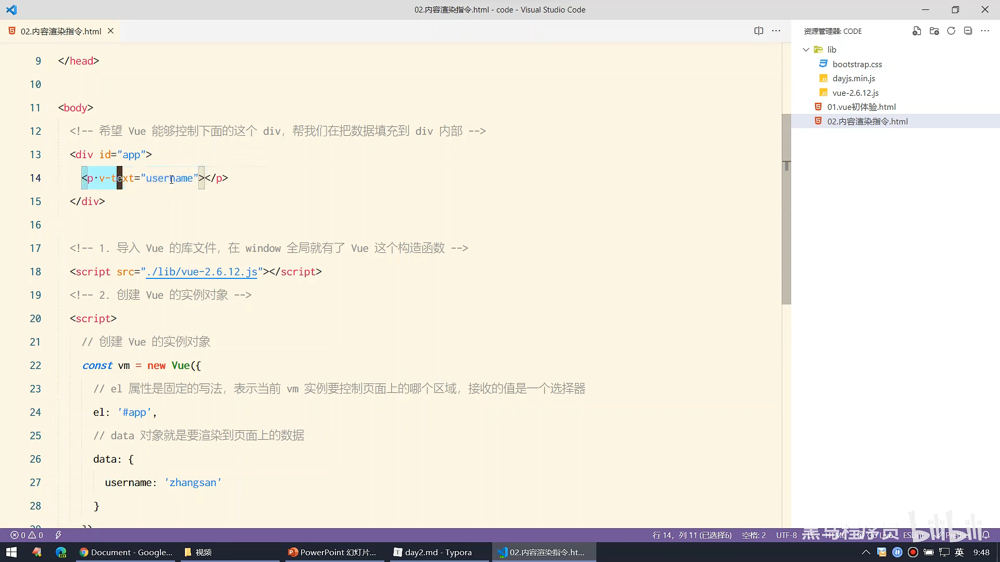 02.内容渲染指令.html - code - Visual Studio Code
02.内容渲染指令.html
资源管理器: CODE
lib
bootstrap.css
dayjs.min.js
vue-2.6.12.js
01.vue初体验.html
02.内容渲染指令.html
9 </head>
10
11 <body>
12 <!-- 希望 Vue 能够控制下面的这个 div，帮我们在把数据填充到 div 内部 -->
13 <div id="app">
14 <p·v-text="username"></p>
15 </div>
16
17 <!-- 1. 导入 Vue 的库文件，在 window 全局就有了 Vue 这个构造函数 -->
18 <script src="./lib/vue-2.6.12.js"></script>
19 <!-- 2. 创建 Vue 的实例对象 -->
20 <script>
21 // 创建 Vue 的实例对象
22 const vm = new Vue({
23 // el 属性是固定的写法，表示当前 vm 实例要控制页面上的哪个区域，接收的值是一个选择器
24 el: '#app',
25 // data 对象就是要渲染到页面上的数据
26 data: {
27 username: 'zhangsan'
28 }
0 0
行 14，列 11 (已选择6) 空格: 2 UTF-8 HTML Go Live ESLint Prettier
黑马程序员 bilibili
Document - Google...
视频
PowerPoint 幻灯片...
day2.md - Typora
02.内容渲染指令.ht...
英 9:48